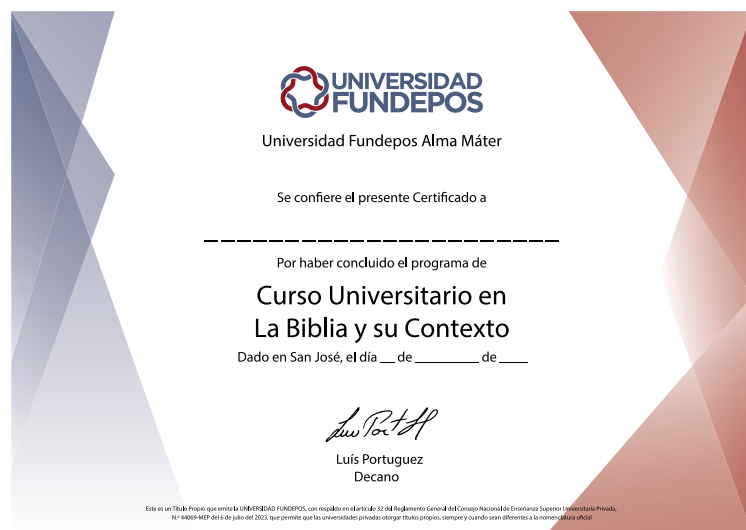 UNIVERSIDAD
FUNDEPOS
Universidad Fundepos Alma Máter
Se confiere el presente Certificado a
_ _ _ _ _ _ _ _ _ _ _ _ _ _ _ _ _ _ _ _ _ _
Por haber concluido el programa de
Curso Universitario en
La Biblia y su Contexto
Dado en San José, el día __ de _________ de ____
Luís Portuguez
Decano
Este es un Título Propio que emite la UNIVERSIDAD FUNDEPOS, con respaldo en el artículo 32 del Reglamento General del Consejo Nacional de Enseñanza Superior Universitaria Privada,
N.º 44069-MEP del 6 de julio del 2023, que permite que las universidades privadas otorgar títulos propios, siempre y cuando sean diferentes a la nomenclatura oficial